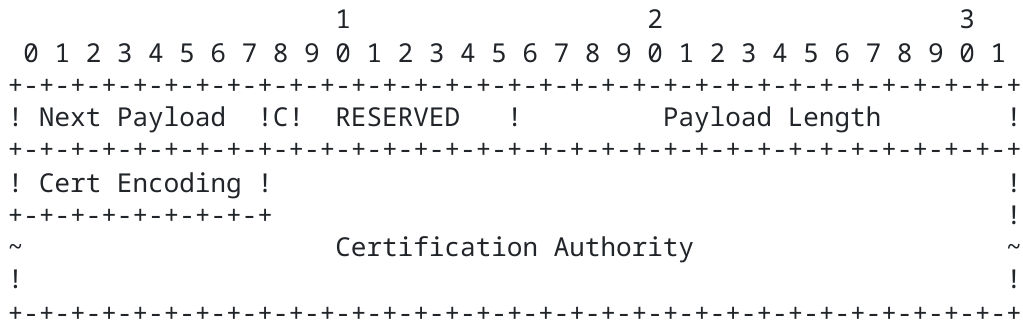 1                   2                   3
 0 1 2 3 4 5 6 7 8 9 0 1 2 3 4 5 6 7 8 9 0 1 2 3 4 5 6 7 8 9 0 1
+-+-+-+-+-+-+-+-+-+-+-+-+-+-+-+-+-+-+-+-+-+-+-+-+-+-+-+-+-+-+-+-+
! Next Payload  !C!  RESERVED   !         Payload Length        !
+-+-+-+-+-+-+-+-+-+-+-+-+-+-+-+-+-+-+-+-+-+-+-+-+-+-+-+-+-+-+-+-+
! Cert Encoding !                                               !
+-+-+-+-+-+-+-+-+                                               !
~                    Certification Authority                    ~
!                                                               !
+-+-+-+-+-+-+-+-+-+-+-+-+-+-+-+-+-+-+-+-+-+-+-+-+-+-+-+-+-+-+-+-+